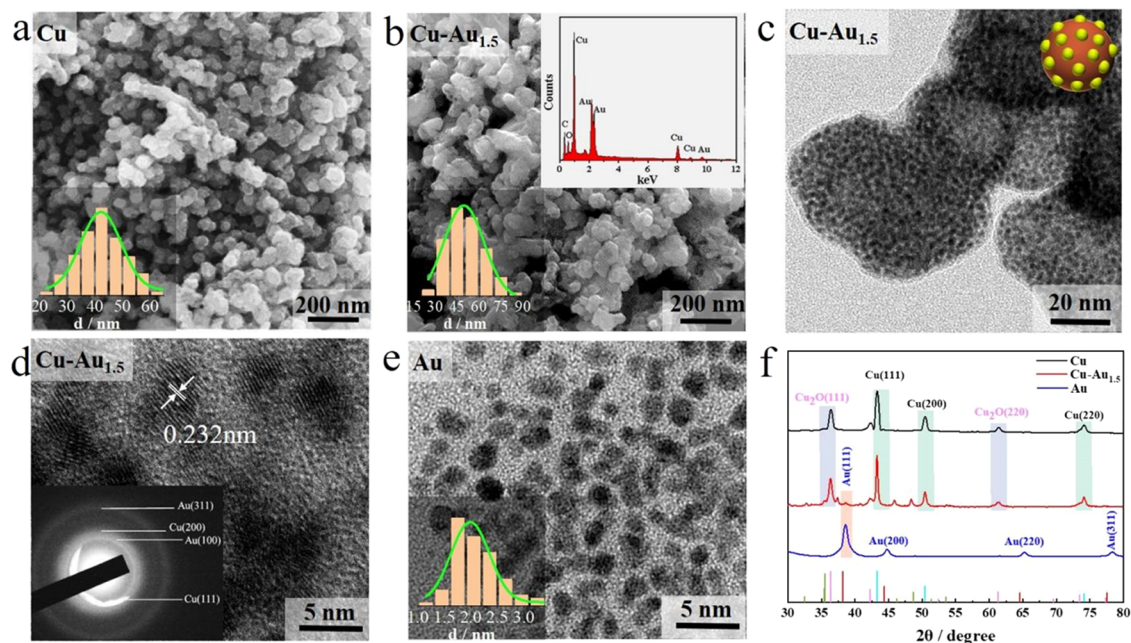 a Cu
20 30 40 50 60
d / nm
200 nm
b Cu-Au1.5
Counts
Cu
Au
Au
C
O
Cu
Cu
Au
0 2 4 6 8 10 12
keV
15 30 45 60 75 90
d / nm
200 nm
c Cu-Au1.5
20 nm
d Cu-Au1.5
0.232nm
Au(311)
Cu(200)
Au(100)
Cu(111)
5 nm
e Au
1.0 1.5 2.0 2.5 3.0
d / nm
5 nm
f
Cu
Cu-Au1.5
Au
Cu2O(111)
Cu(111)
Cu(200)
Cu2O(220)
Cu(220)
Au(111)
Au(200)
Au(220)
Au(311)
30 35 40 45 50 55 60 65 70 75 80
2θ / degree